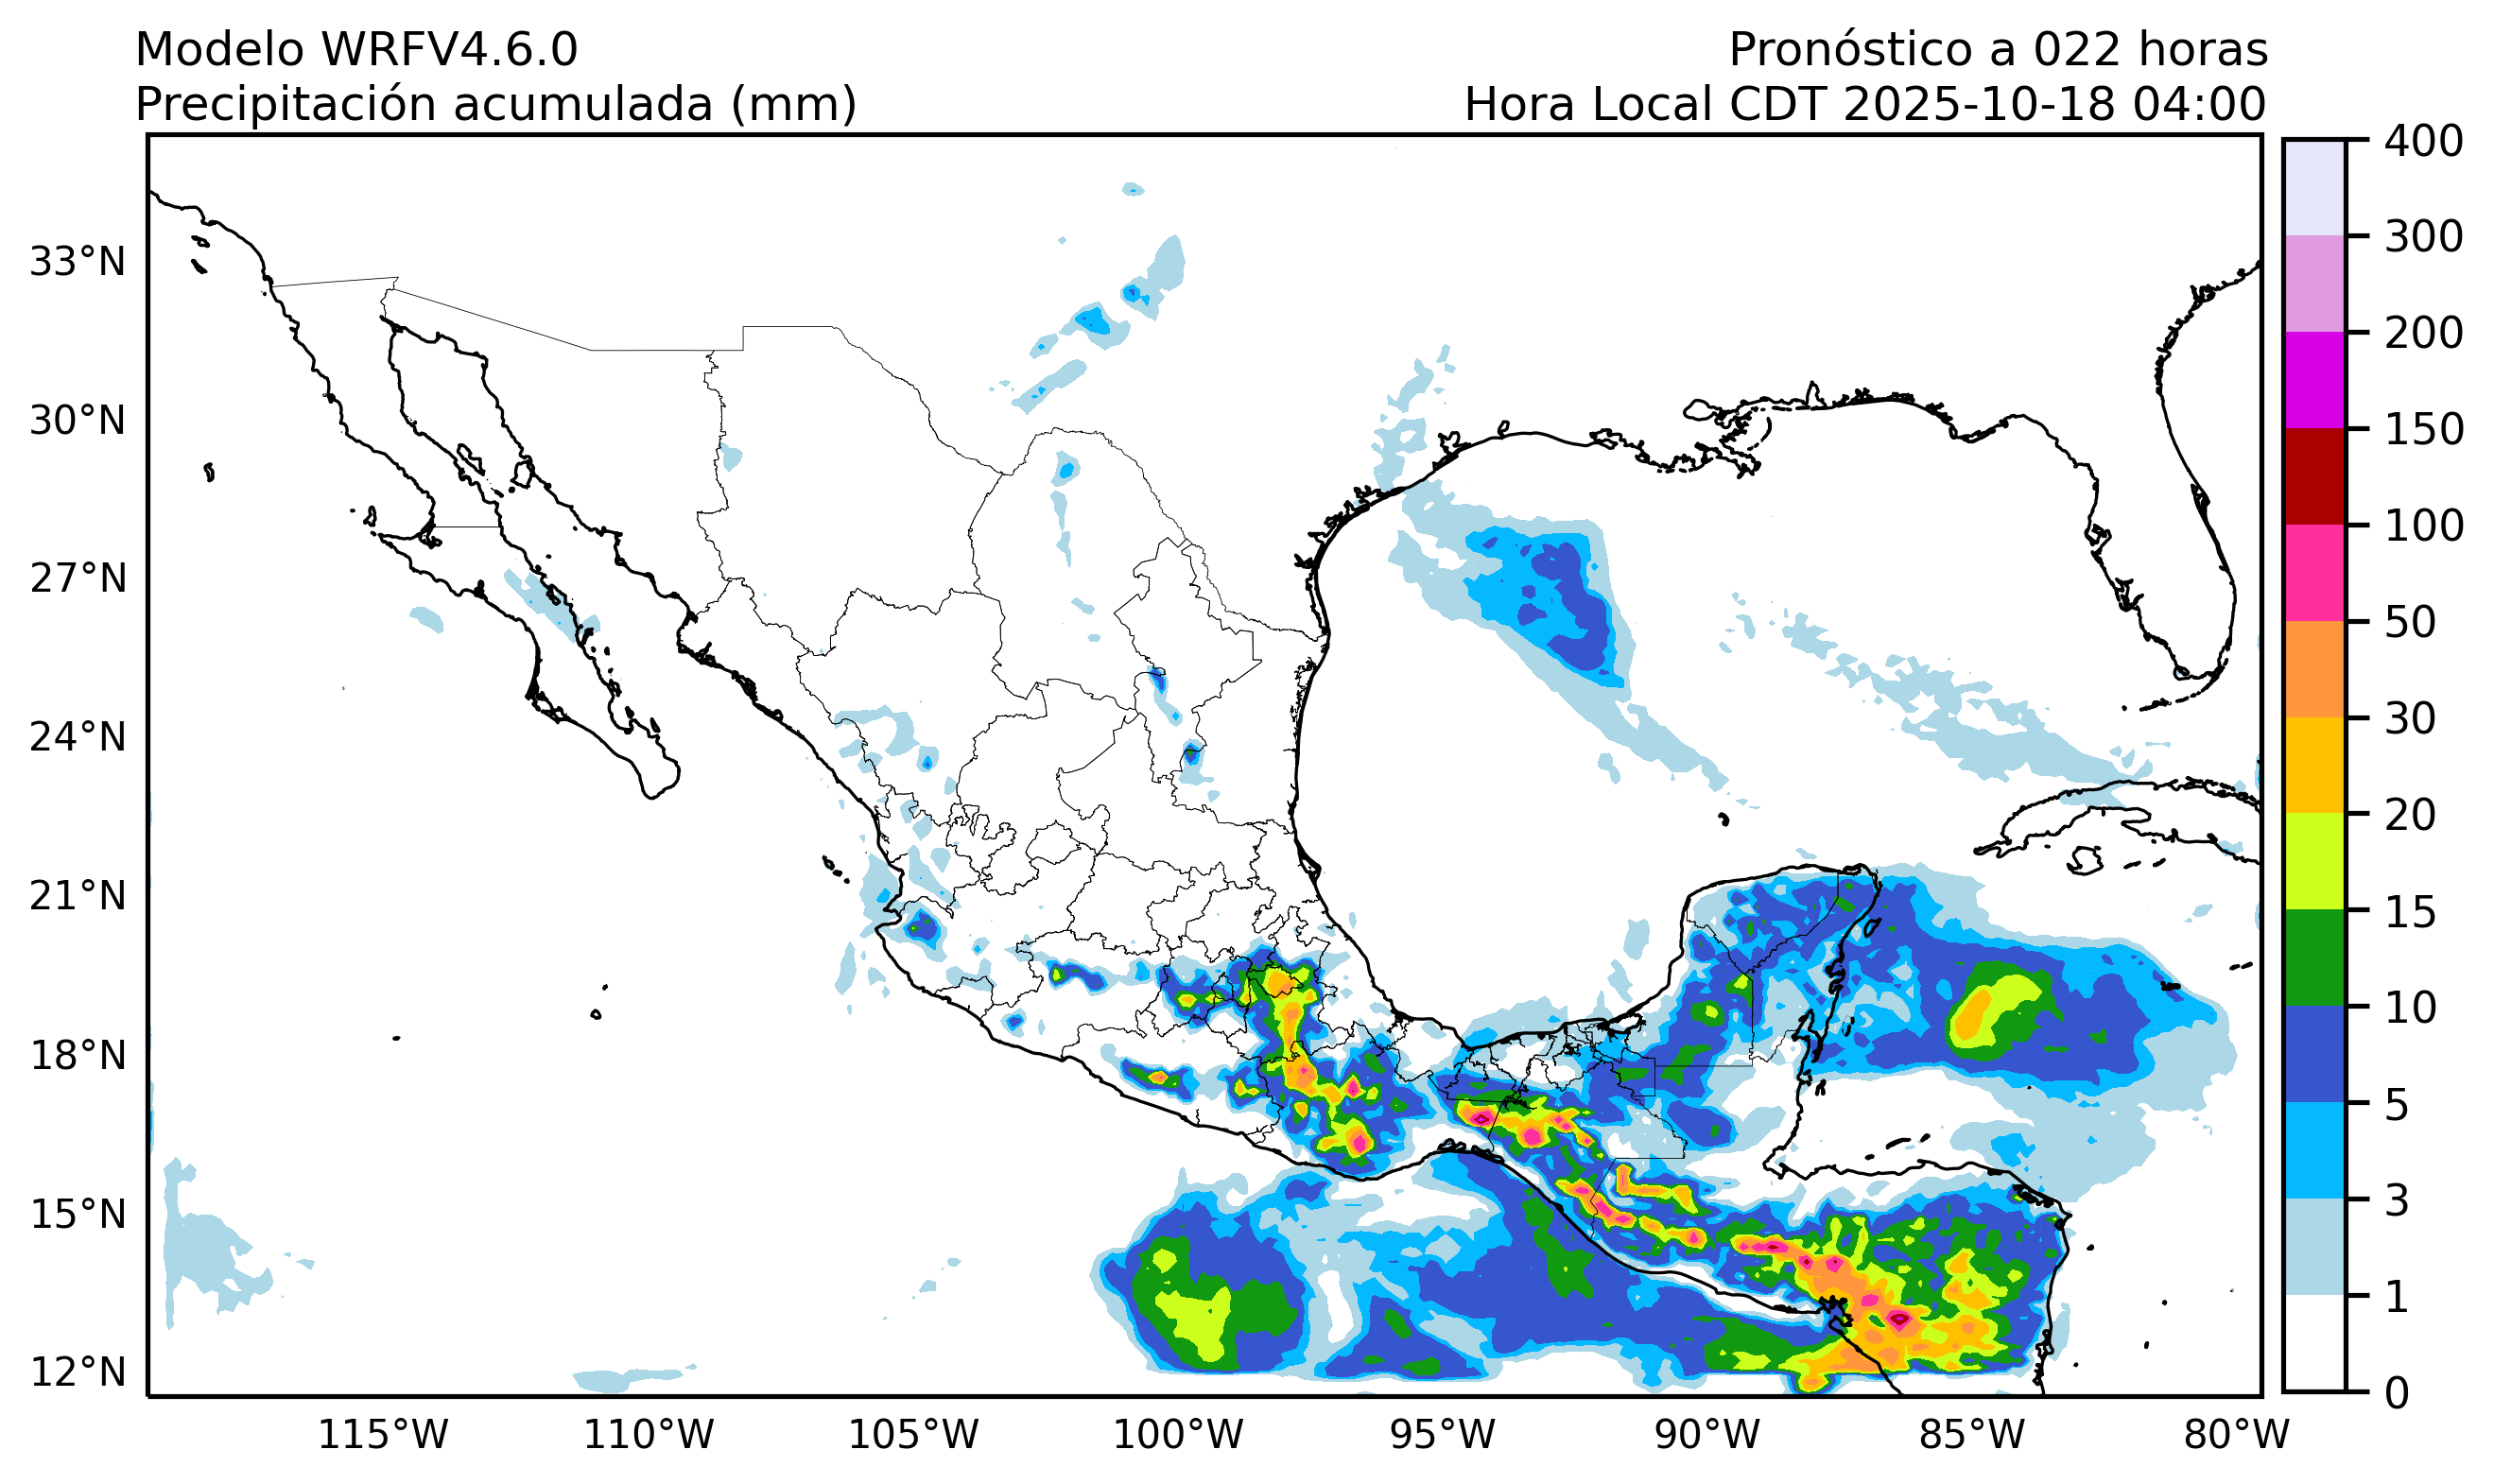 Modelo WRFV4.6.0
Pronóstico a 022 horas
Precipitación acumulada (mm)
Hora Local CDT 2025-10-18 04:00
400
300
200
150
100
50
30
20
15
10
5
3
1
0
33°N
30°N
27°N
24°N
21°N
18°N
15°N
12°N
115°W
110°W
105°W
100°W
95°W
90°W
85°W
80°W